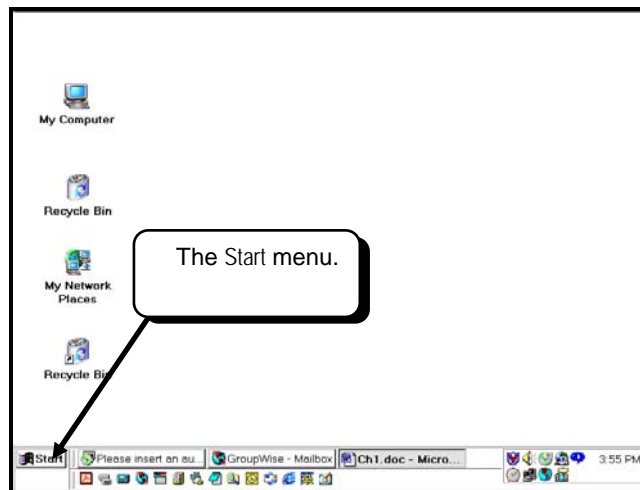 My Computer
Recycle Bin
The Start menu.
My Network
Places
Recycle Bin
Start
Please insert an au...
GroupWise - Mailbox
Ch1.doc - Micro...
3:55 PM